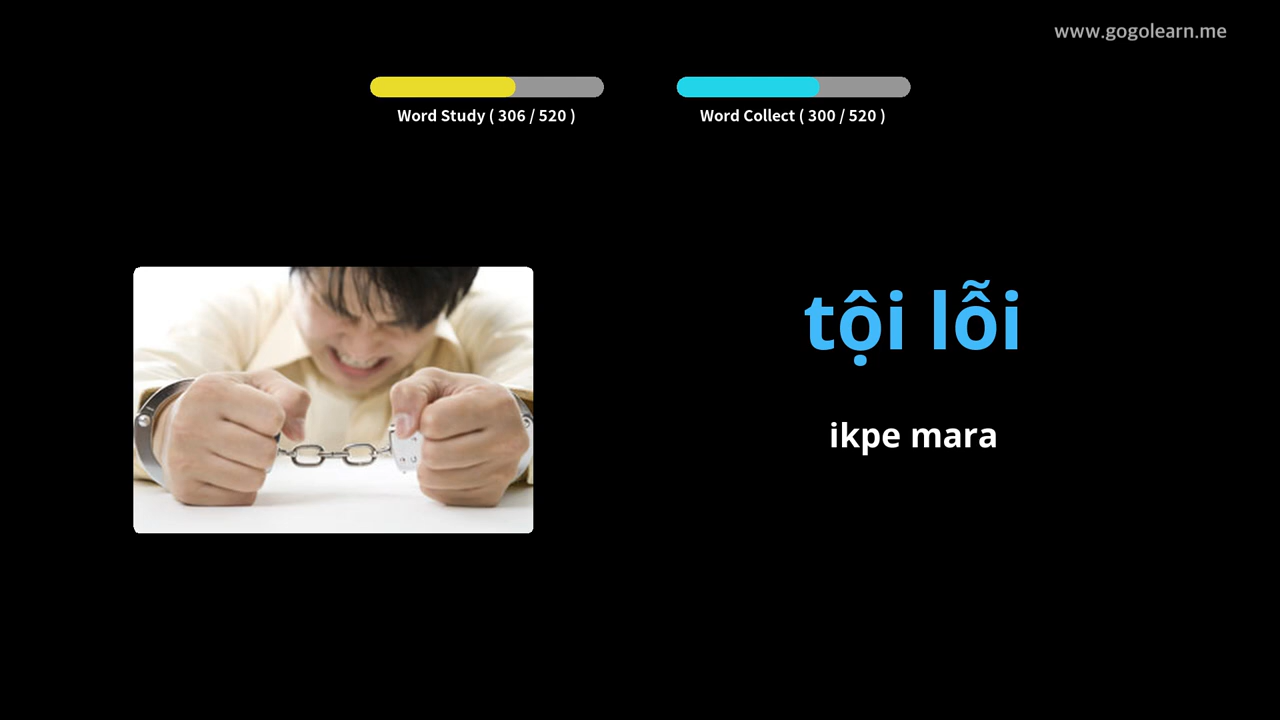 www.gogolearn.me
Word Study ( 306 / 520 )
Word Collect ( 300 / 520 )
tội lỗi
ikpe mara